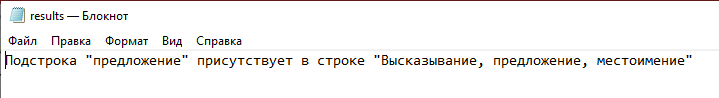 results — Блокнот
Файл Правка Формат Вид Справка
Подстрока "предложение" присутствует в строке "Высказывание, предложение, местоимение"